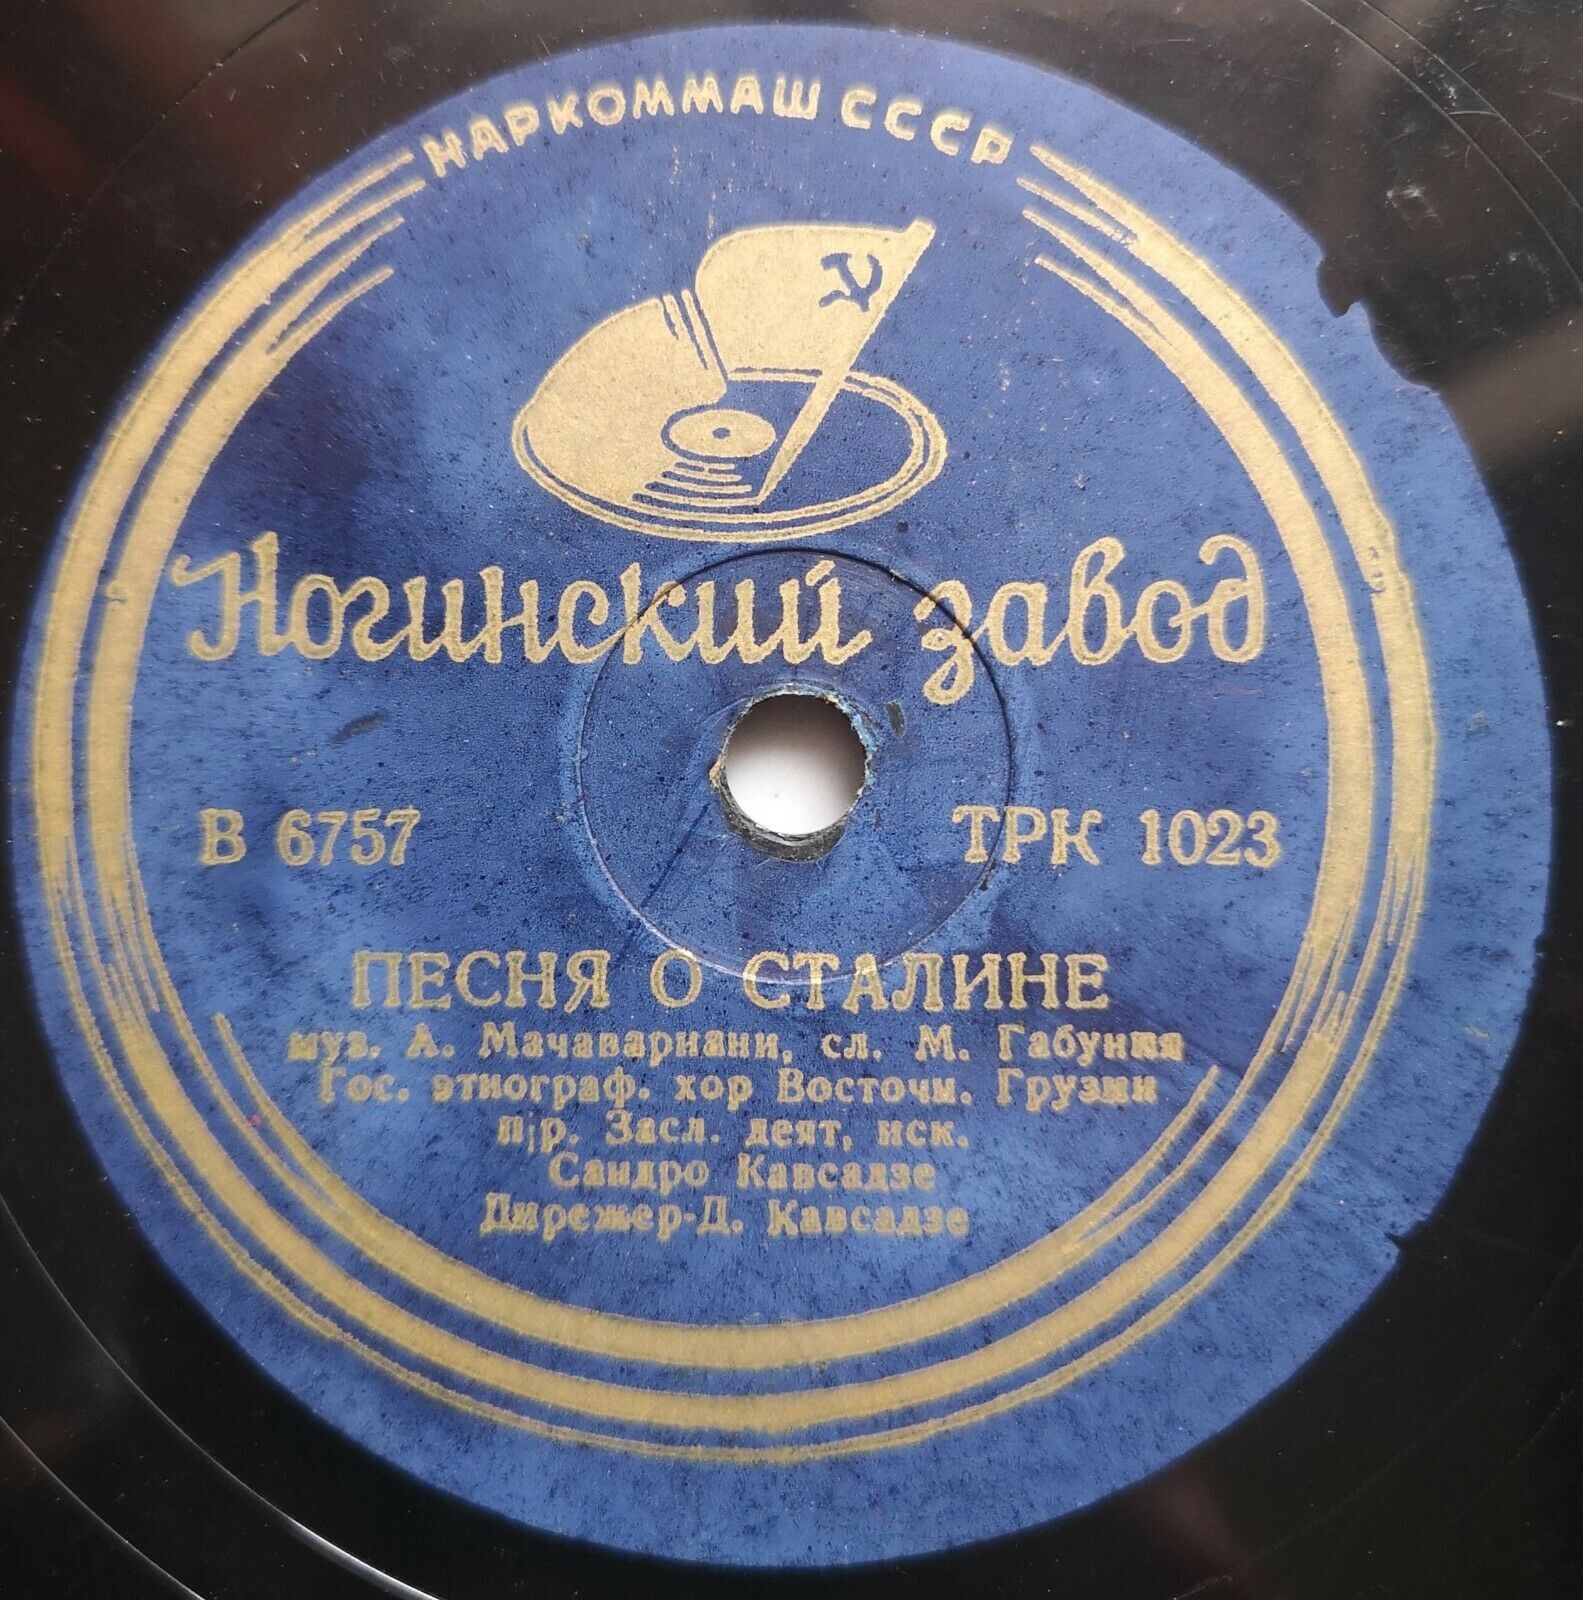 НАРКОММАШ СССР
Ногинский завод
В 6757 ТРК 1023
ПЕСНЯ О СТАЛИНЕ
муз. А. Мачавариани, сл. М. Габуния
Гос. этнограф. хор Восточн. Грузии
п/р. Засл. деят, иск.
Сандро Кавсадзе
Дирежер-Д. Кавсадзе